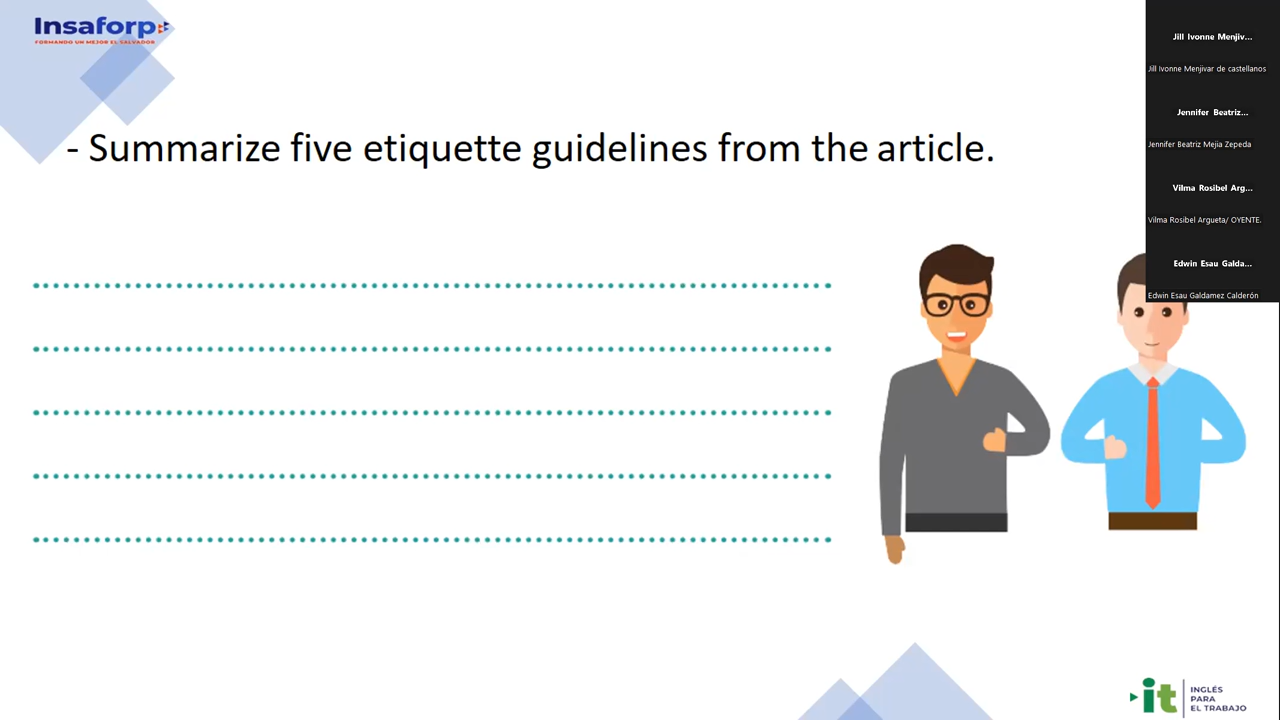 Insaforp
FORMANDO UN MEJOR EL SALVADOR
- Summarize five etiquette guidelines from the article.
Jill Ivonne Menjiv...
Jill Ivonne Menjivar de castellanos
Jennifer Beatriz...
Jennifer Beatriz Mejia Zepeda
Vilma Rosibel Arg...
Vilma Rosibel Argueta/ OYENTE.
Edwin Esau Galda...
Edwin Esau Galdamez Calderón
it
INGLÉS
PARA
EL TRABAJO